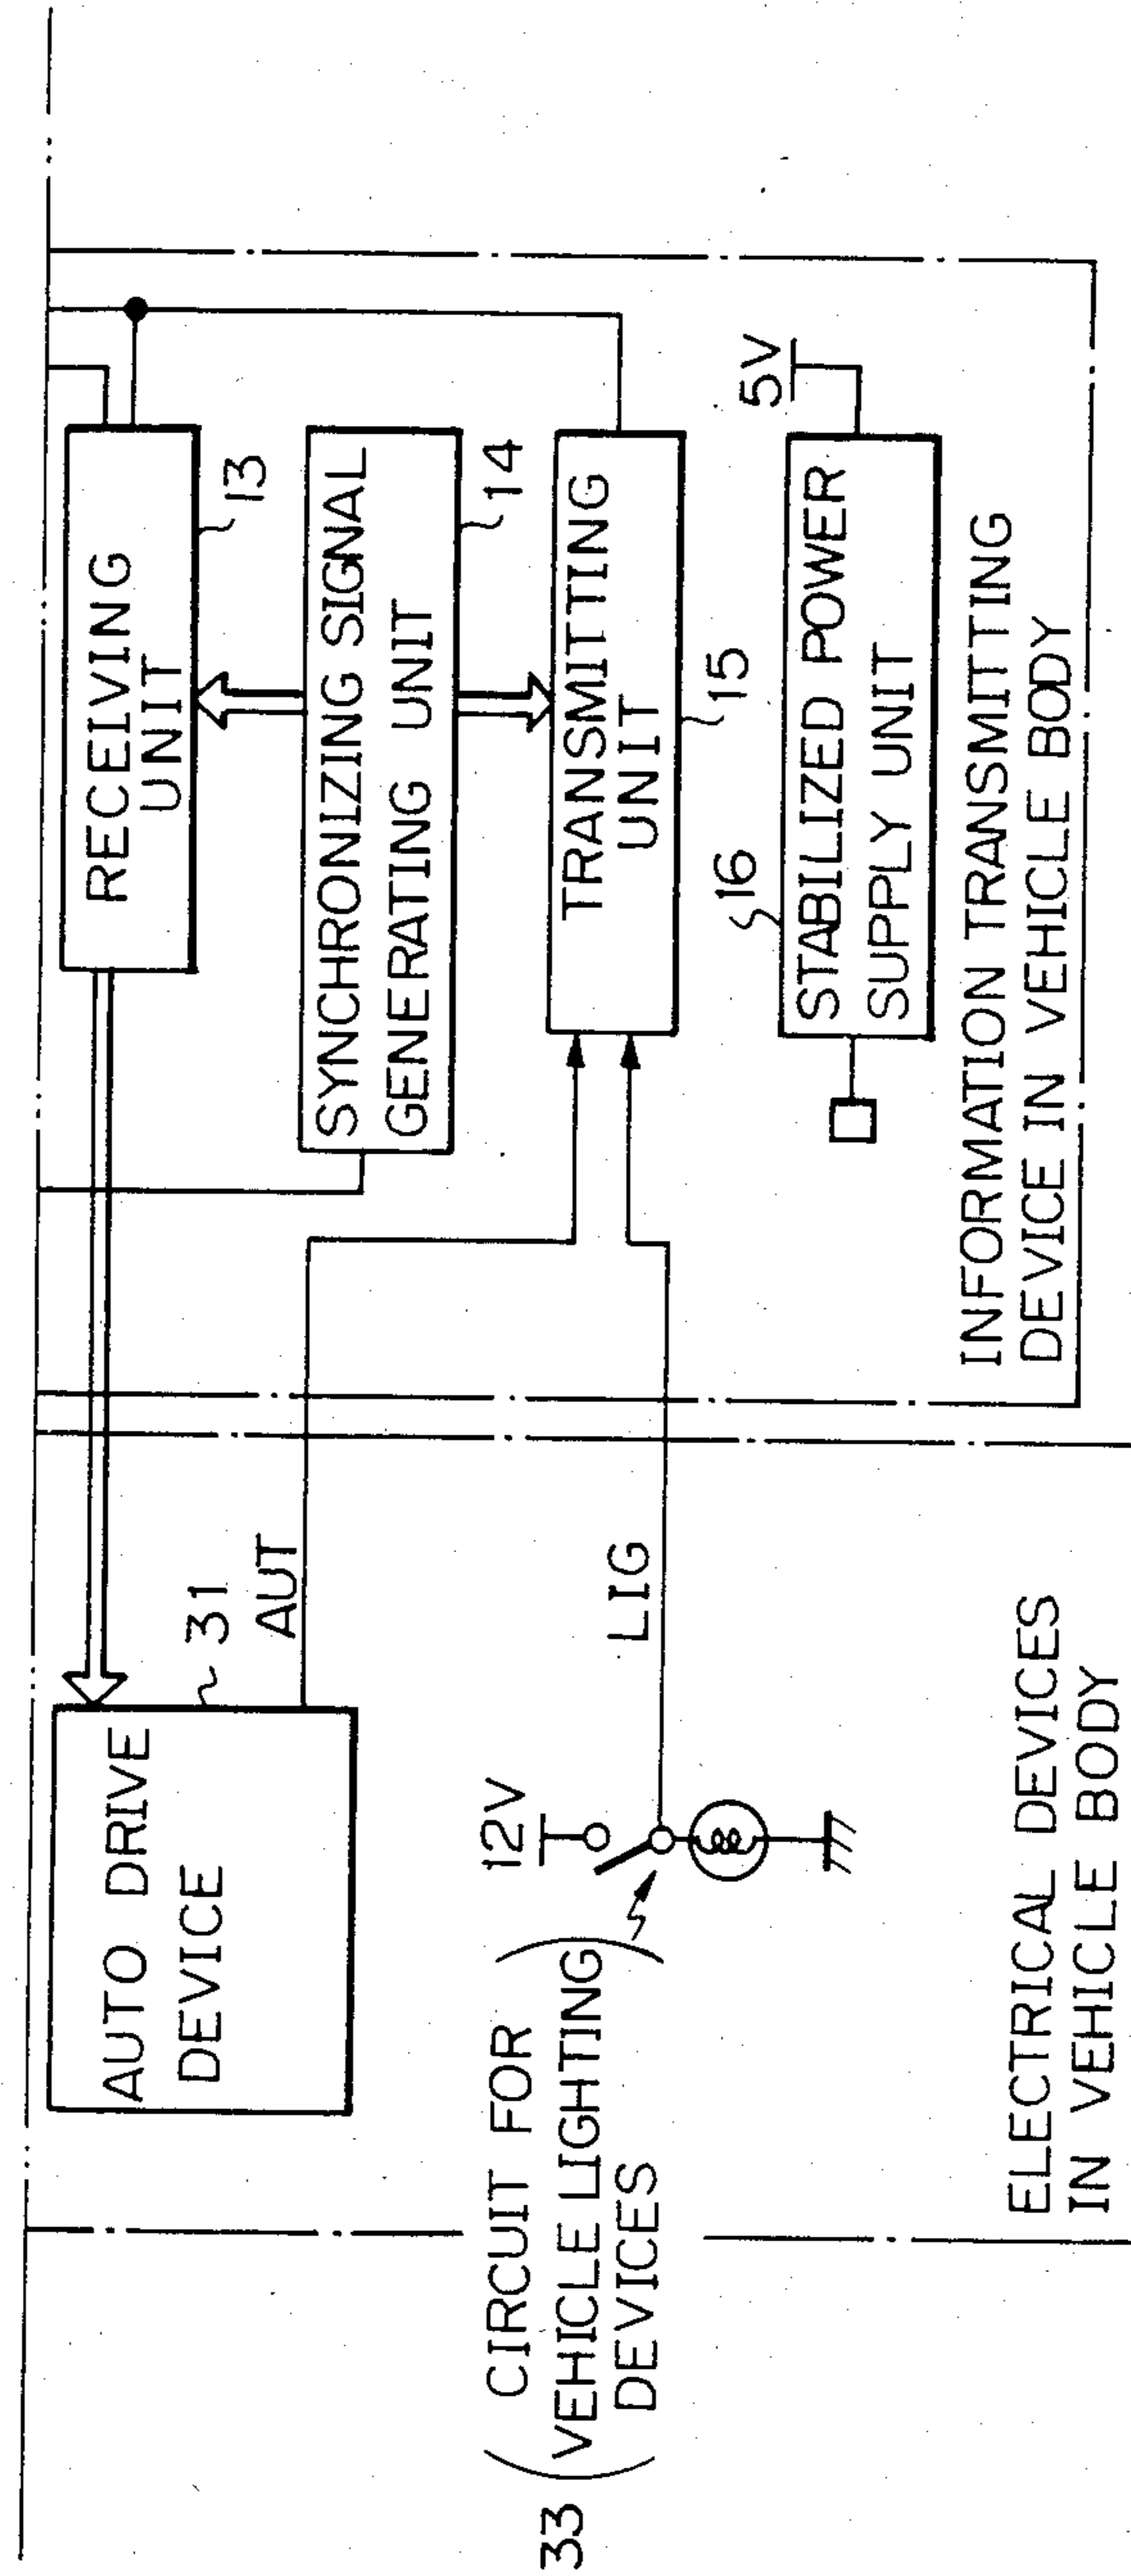 AUTO DRIVE
DEVICE
31
AUT
RECEIVING
UNIT
13
SYNCHRONIZING SIGNAL
GENERATING UNIT
14
TRANSMITTING
UNIT
15
16
STABILIZED POWER
SUPPLY UNIT
5V
INFORMATION TRANSMITTING
DEVICE IN VEHICLE BODY
12V
LIG
33
CIRCUIT FOR
VEHICLE LIGHTING
DEVICES
ELECTRICAL DEVICES
IN VEHICLE BODY